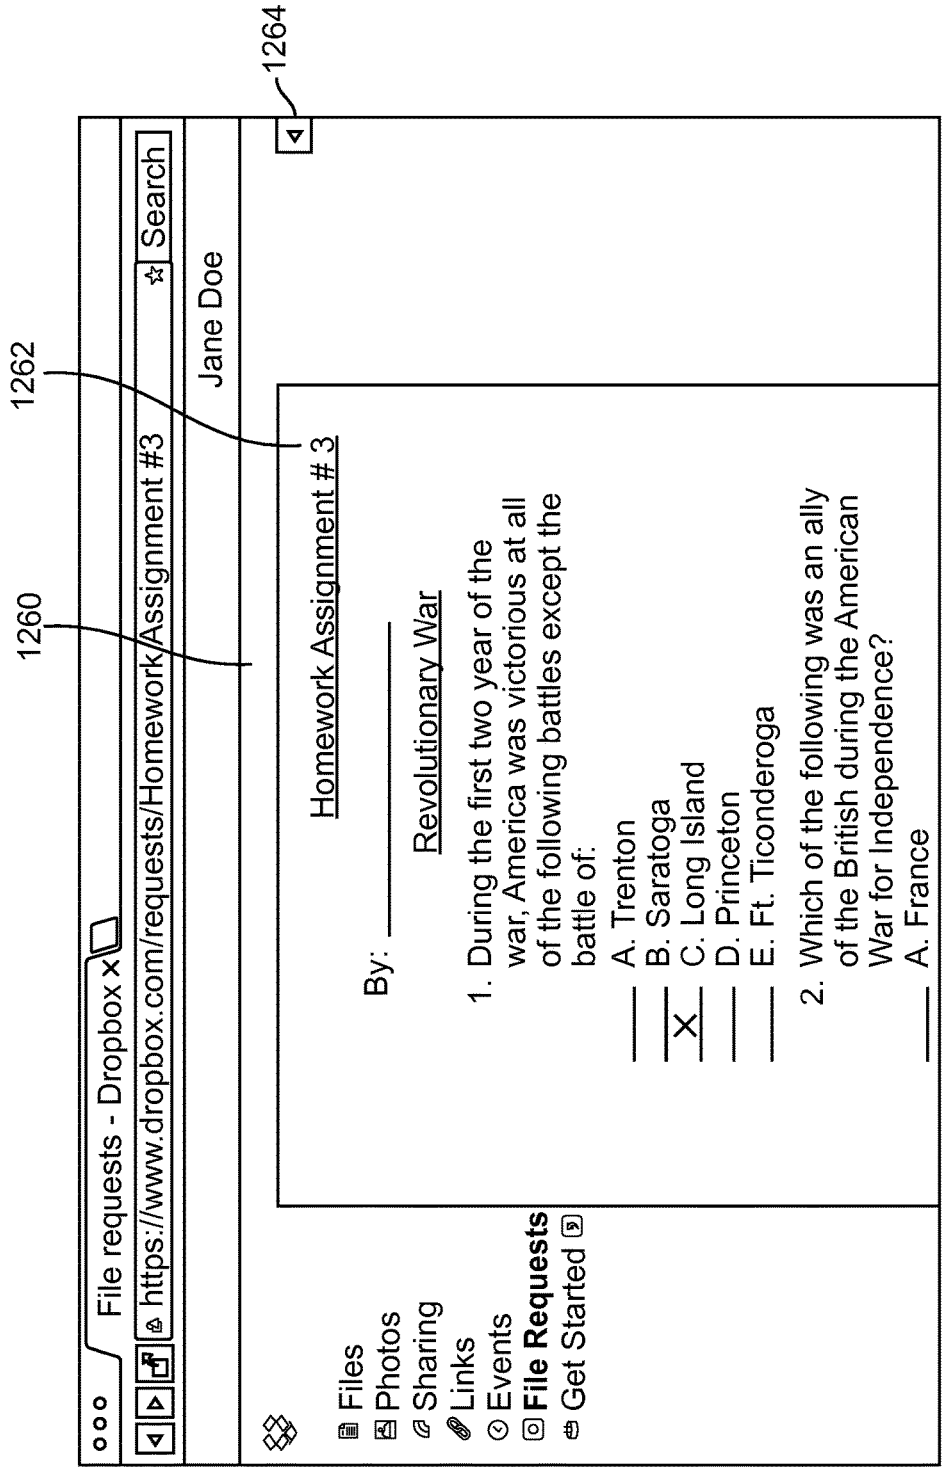 1260
1262
1264
File requests - Dropbox X
https://www.dropbox.com/requests/Homework Assignment #3
Search
Jane Doe
Files
Photos
Sharing
Links
Events
File Requests
Get Started
Homework Assignment # 3
By:
Revolutionary War
1. During the first two year of the
war, America was victorious at all
of the following battles except the
battle of:
A. Trenton
B. Saratoga
X C. Long Island
D. Princeton
E. Ft. Ticonderoga
2. Which of the following was an ally
of the British during the American
War for Independence?
A. France